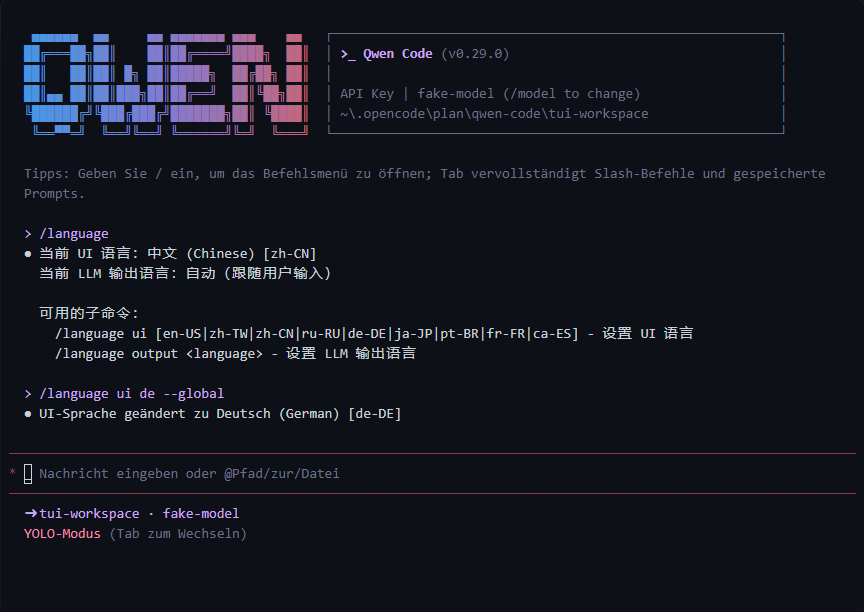 QWEN
>_ Qwen Code (v0.29.0)
API Key | fake-model (/model to change)
~\.opencode\plan\qwen-code\tui-workspace
Tipps: Geben Sie / ein, um das Befehlsmenü zu öffnen; Tab vervollständigt Slash-Befehle und gespeicherte
Prompts.
> /language
● 当前 UI 语言: 中文 (Chinese) [zh-CN]
当前 LLM 输出语言: 自动 (跟随用户输入)
可用的子命令:
/language ui [en-US|zh-TW|zh-CN|ru-RU|de-DE|ja-JP|pt-BR|fr-FR|ca-ES] - 设置 UI 语言
/language output <language> - 设置 LLM 输出语言
> /language ui de --global
● UI-Sprache geändert zu Deutsch (German) [de-DE]
* Nachricht eingeben oder @Pfad/zur/Datei
➜tui-workspace · fake-model
YOLO-Modus (Tab zum Wechseln)